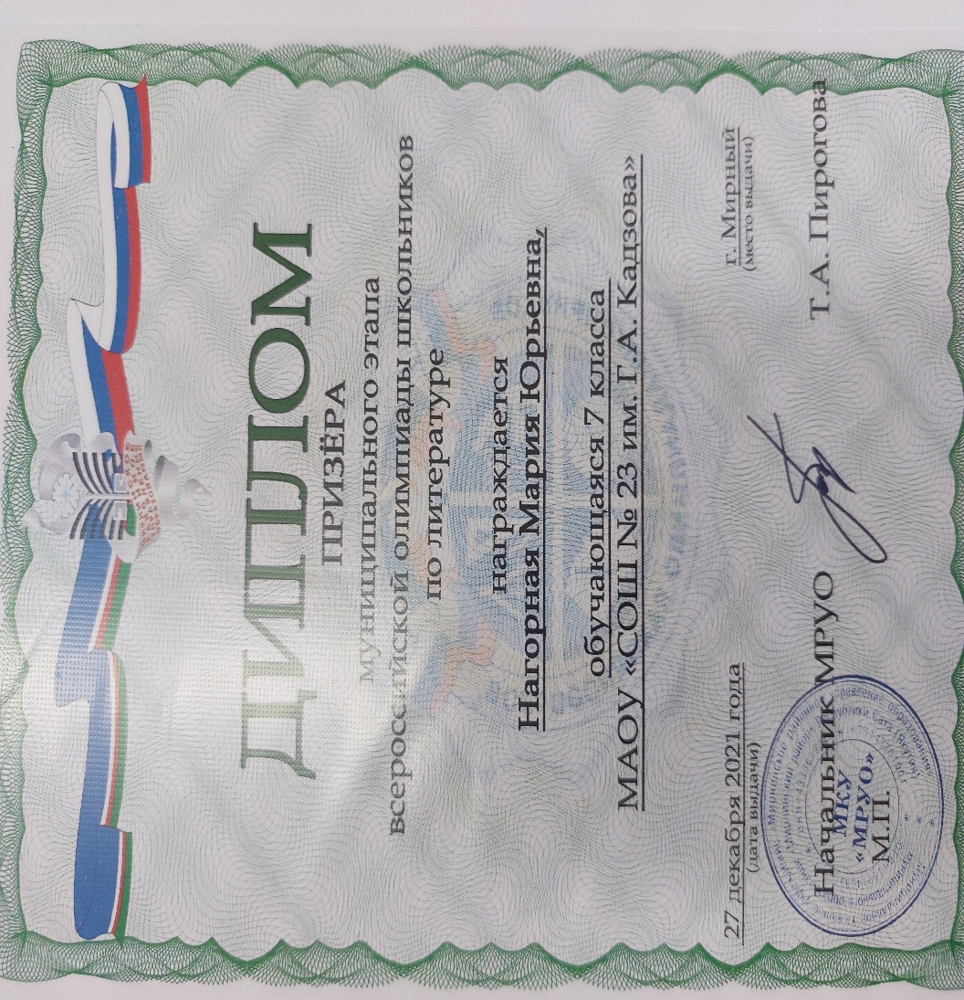 ДИПЛОМ
ПРИЗЁРА
муниципального этапа
всероссийской олимпиады школьников
по литературе
награждается
Нагорная Мария Юрьевна,
обучающаяся 7 класса
МАОУ «СОШ № 23 им. Г.А. Кадзова»
27 декабря 2021 года
(дата выдачи)
г. Мирный
(место выдачи)
Начальник МРУО
Т.А. Пирогова
МКУ
«МРУО»
М.П.